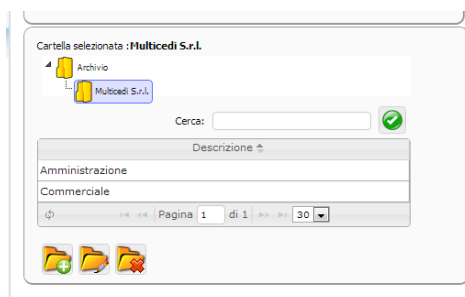 Cartella selezionata :Multicedi S.r.l.
Archivio
Multicedi S.r.l.
Cerca:
Descrizione
Amministrazione
Commerciale
Pagina 1 di 1 30